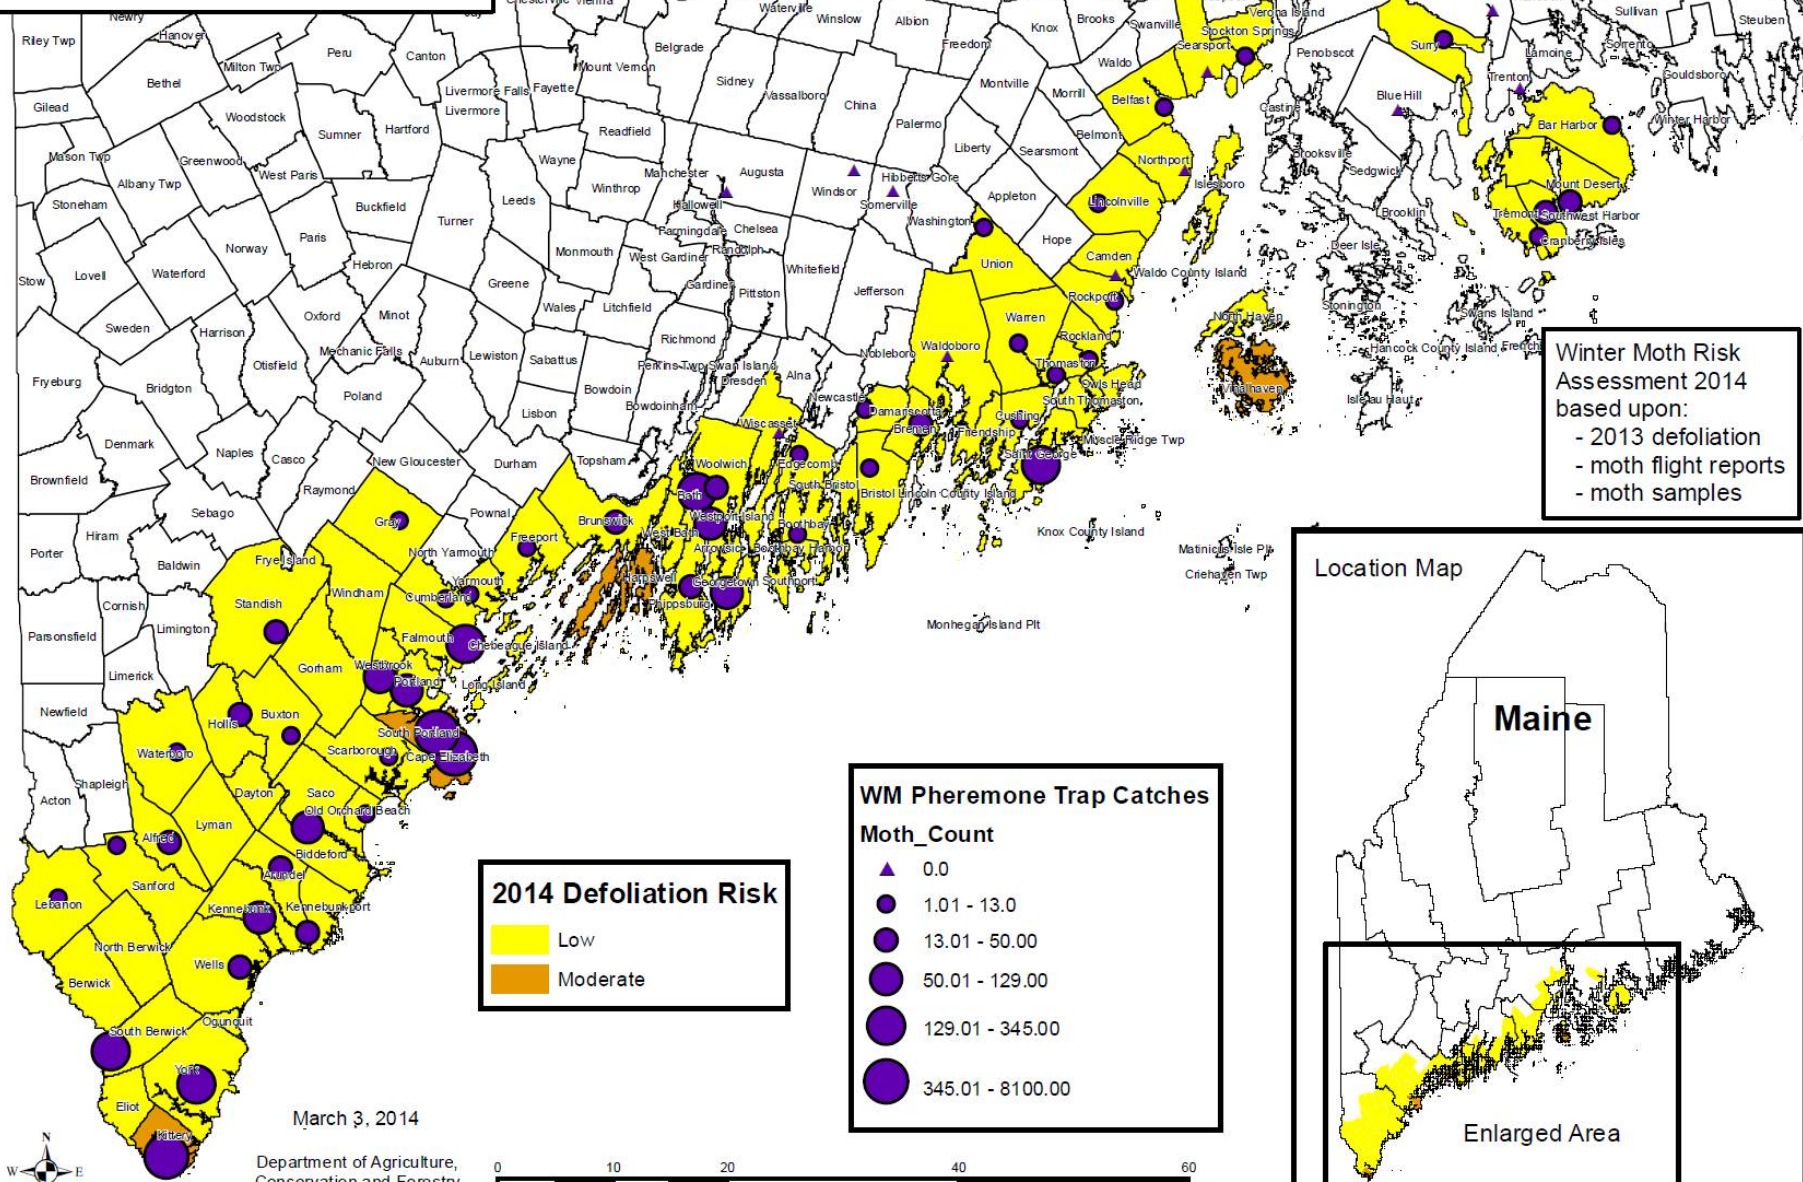 Newry
Hanover
Riley Twp
Milton Twp
Peru
Canton
Bethel
Gilead
Woodstock
Sumner
Hartford
Livermore Falls
Livermore
Fayette
Mount Vernon
Belgrade
Waterville
Winslow
Albion
Knox
Brooks
Swanville
Verona Island
Stockton Springs
Searsport
Freedom
Waldo
Penobscot
Surry
Lamoine
Sorrento
Sullivan
Steuben
Gouldsboro
Sidney
Vassalboro
China
Montville
Morrill
Belfast
Castine
Blue Hill
Trenton
Bar Harbor
Winter Harbor
Mason Twp
Greenwood
West Paris
Albany Twp
Stoneham
Readfield
Wayne
Winthrop
Manchester
Augusta
Windsor
Hibberts Gore
Somerville
Palermo
Liberty
Searsmont
Belmont
Northport
Islesboro
Brooksville
Sedgwick
Mount Desert
Buckfield
Turner
Leeds
Hallowell
Farmingdale
Chelsea
Randolph
Washington
Appleton
Lincolnville
Brooklin
Tremont
Southwest Harbor
Cranberry Isles
Norway
Paris
Hebron
Monmouth
West Gardiner
Gardiner
Pittston
Whitefield
Jefferson
Union
Hope
Camden
Waldo County Island
Deer Isle
Stow
Lovell
Waterford
Greene
Wales
Litchfield
Rockport
Stonington
Swans Island
Sweden
Harrison
Oxford
Minot
Mechanic Falls
Auburn
Lewiston
Sabattus
Richmond
Warren
Rockland
North Haven
Hancock County Island
Frenchb
Fryeburg
Bridgton
Otisfield
Poland
Bowdoin
Perkins Twp Swan Island
Dresden
Alna
Nobleboro
Waldoboro
Thomaston
Owls Head
Vinalhaven
Isle au Haut
Lisbon
Bowdoinham
Newcastle
Damariscotta
Bremen
Friendship
Cushing
South Thomaston
Muscle Ridge Twp
Saint George
Wiscasset
Denmark
Naples
Casco
New Gloucester
Durham
Topsham
Woolwich
Edgecomb
Brownfield
Raymond
Sebago
Gray
Pownal
Brunswick
Bath
South Bristol
Bristol
Lincoln County Island
Knox County Island
Matinicus Isle Plt
Criehaven Twp
Porter
Hiram
Baldwin
Frye Island
North Yarmouth
Freeport
West Bath
Westport Island
Arrowsic
Boothbay
Boothbay Harbor
Cornish
Standish
Windham
Yarmouth
Cumberland
Harpswell
Georgetown
Southport
Phippsburg
Monhegan Island Plt
Parsonsfield
Limington
Falmouth
Chebeague Island
Limerick
Gorham
Westbrook
Portland
Long Island
Newfield
Hollis
Buxton
South Portland
Waterboro
Scarborough
Cape Elizabeth
Shapleigh
Acton
Dayton
Saco
Old Orchard Beach
Lyman
Alfred
Biddeford
Arundel
Sanford
Lebanon
Kennebunk
Kennebunkport
North Berwick
Wells
Berwick
Ogunquit
South Berwick
York
Eliot
Kittery
Winter Moth Risk
Assessment 2014
based upon:
- 2013 defoliation
- moth flight reports
- moth samples
Location Map
Maine
Enlarged Area
WM Pheremone Trap Catches
Moth_Count
0.0
1.01 - 13.0
13.01 - 50.00
50.01 - 129.00
129.01 - 345.00
345.01 - 8100.00
2014 Defoliation Risk
Low
Moderate
March 3, 2014
Department of Agriculture,
Conservation and Forestry
N
W E
0 10 20 40 60